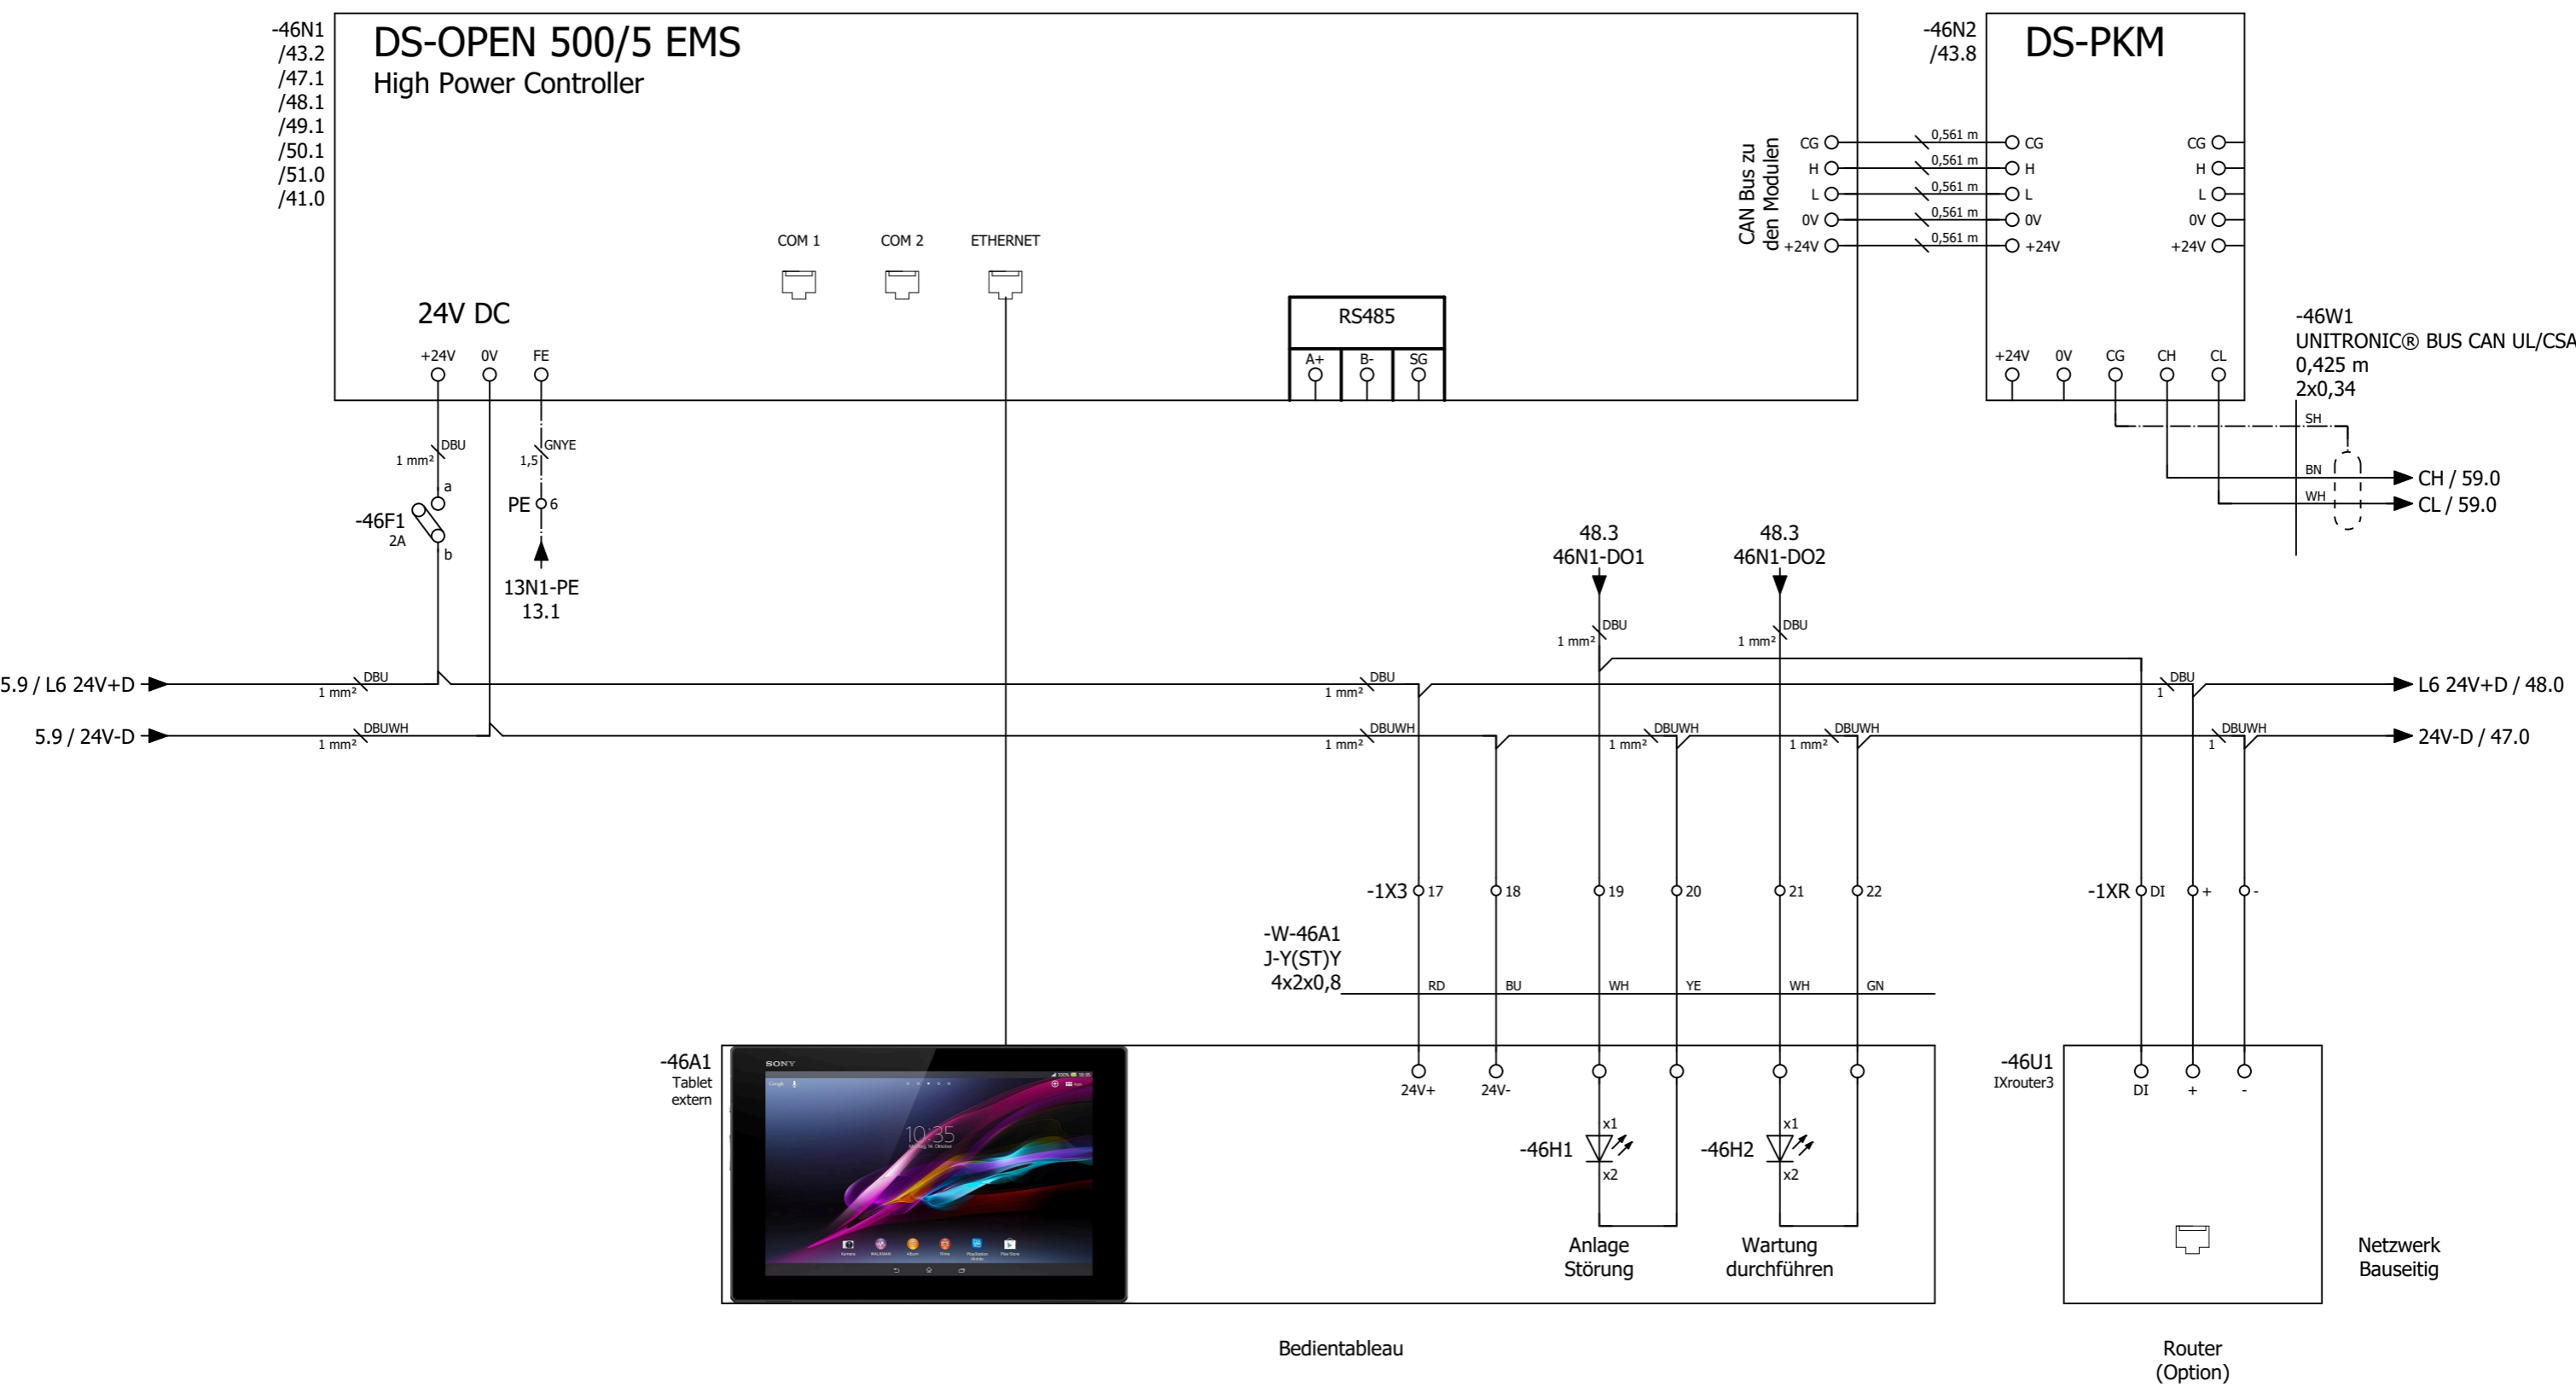 -46N1
/43.2
/47.1
/48.1
/49.1
/50.1
/51.0
/41.0
DS-OPEN 500/5 EMS
High Power Controller
-46N2
/43.8
DS-PKM
CAN Bus zu
den Modulen
CG 0,561 m CG CG
H 0,561 m H H
L 0,561 m L L
0V 0,561 m 0V 0V
+24V 0,561 m +24V +24V
COM 1 COM 2 ETHERNET
24V DC
+24V 0V FE
RS485
A+ B- SG
+24V 0V CG CH CL
-46W1
UNITRONIC® BUS CAN UL/CSA
0,425 m
2x0,34
SH
BN
WH
CH / 59.0
CL / 59.0
DBU
1 mm²
GNYE
1,5
a
-46F1
2A
b
PE 6
13N1-PE
13.1
48.3
46N1-DO1
48.3
46N1-DO2
DBU
1 mm²
DBU
1 mm²
5.9 / L6 24V+D
DBU
1 mm²
DBU
1 mm²
DBU
1
L6 24V+D / 48.0
5.9 / 24V-D
DBUWH
1 mm²
DBUWH
1 mm²
DBUWH
1 mm²
DBUWH
1 mm²
DBUWH
1
24V-D / 47.0
-1X3 17 18 19 20 21 22
-1XR DI + -
-W-46A1
J-Y(ST)Y
4x2x0,8
RD BU WH YE WH GN
-46A1
Tablet
extern
SONY
Google
100%
10:35
Kamera WALKMAN Album Filme PlayStation Mobile Play Store
24V+ 24V-
x1
-46H1
x2
x1
-46H2
x2
Anlage
Störung
Wartung
durchführen
-46U1
IXrouter3
DI + -
Netzwerk
Bauseitig
Bedientableau
Router
(Option)